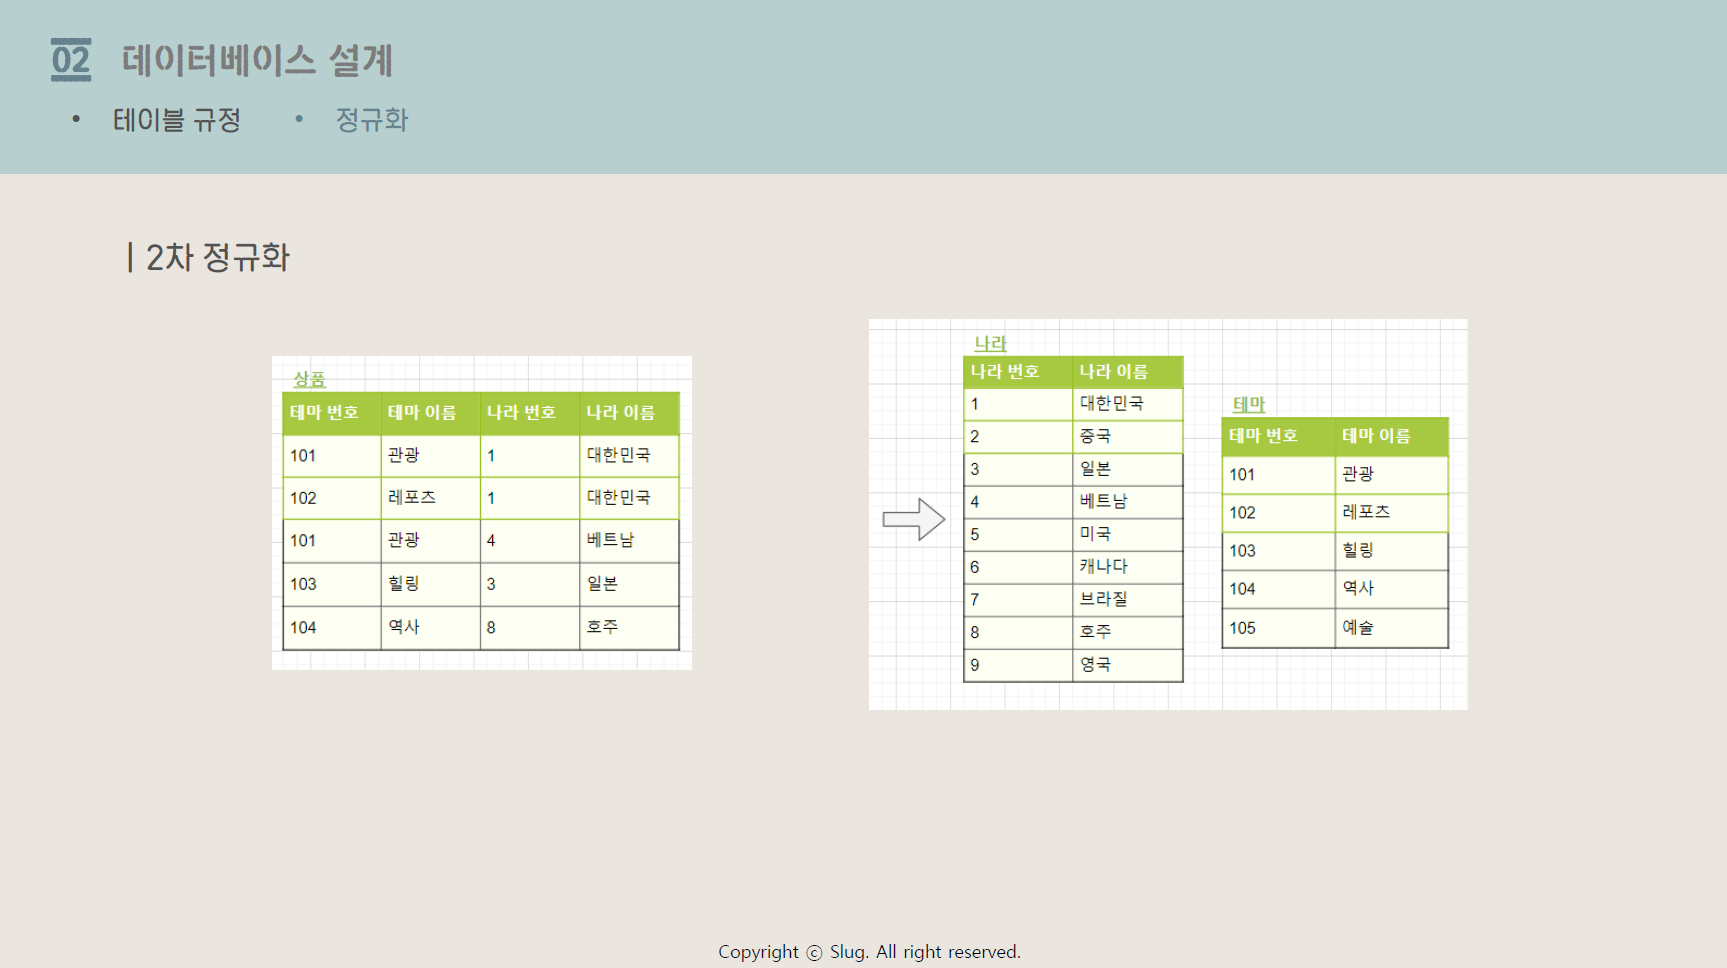 02 데이터베이스 설계
• 테이블 규정 • 정규화
| 2차 정규화
상품
테마 번호 테마 이름 나라 번호 나라 이름
101 관광 1 대한민국
102 레포츠 1 대한민국
101 관광 4 베트남
103 힐링 3 일본
104 역사 8 호주
나라
나라 번호 나라 이름
1 대한민국
2 중국
3 일본
4 베트남
5 미국
6 캐나다
7 브라질
8 호주
9 영국
테마
테마 번호 테마 이름
101 관광
102 레포츠
103 힐링
104 역사
105 예술
Copyright ⓒ Slug. All right reserved.